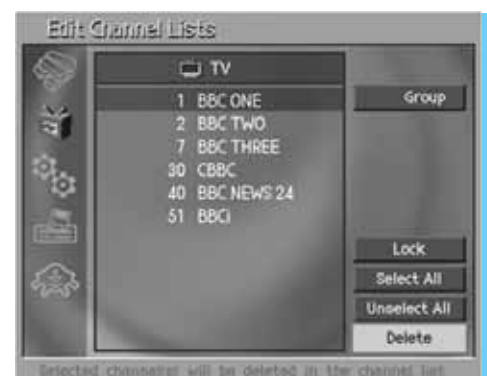 Edit Channel Lists
TV
1 BBC ONE
2 BBC TWO
7 BBC THREE
30 CBBC
40 BBC NEWS 24
51 BBCi
Group
Lock
Select All
Unselect All
Delete
Selected channel(s) will be deleted in the channel list